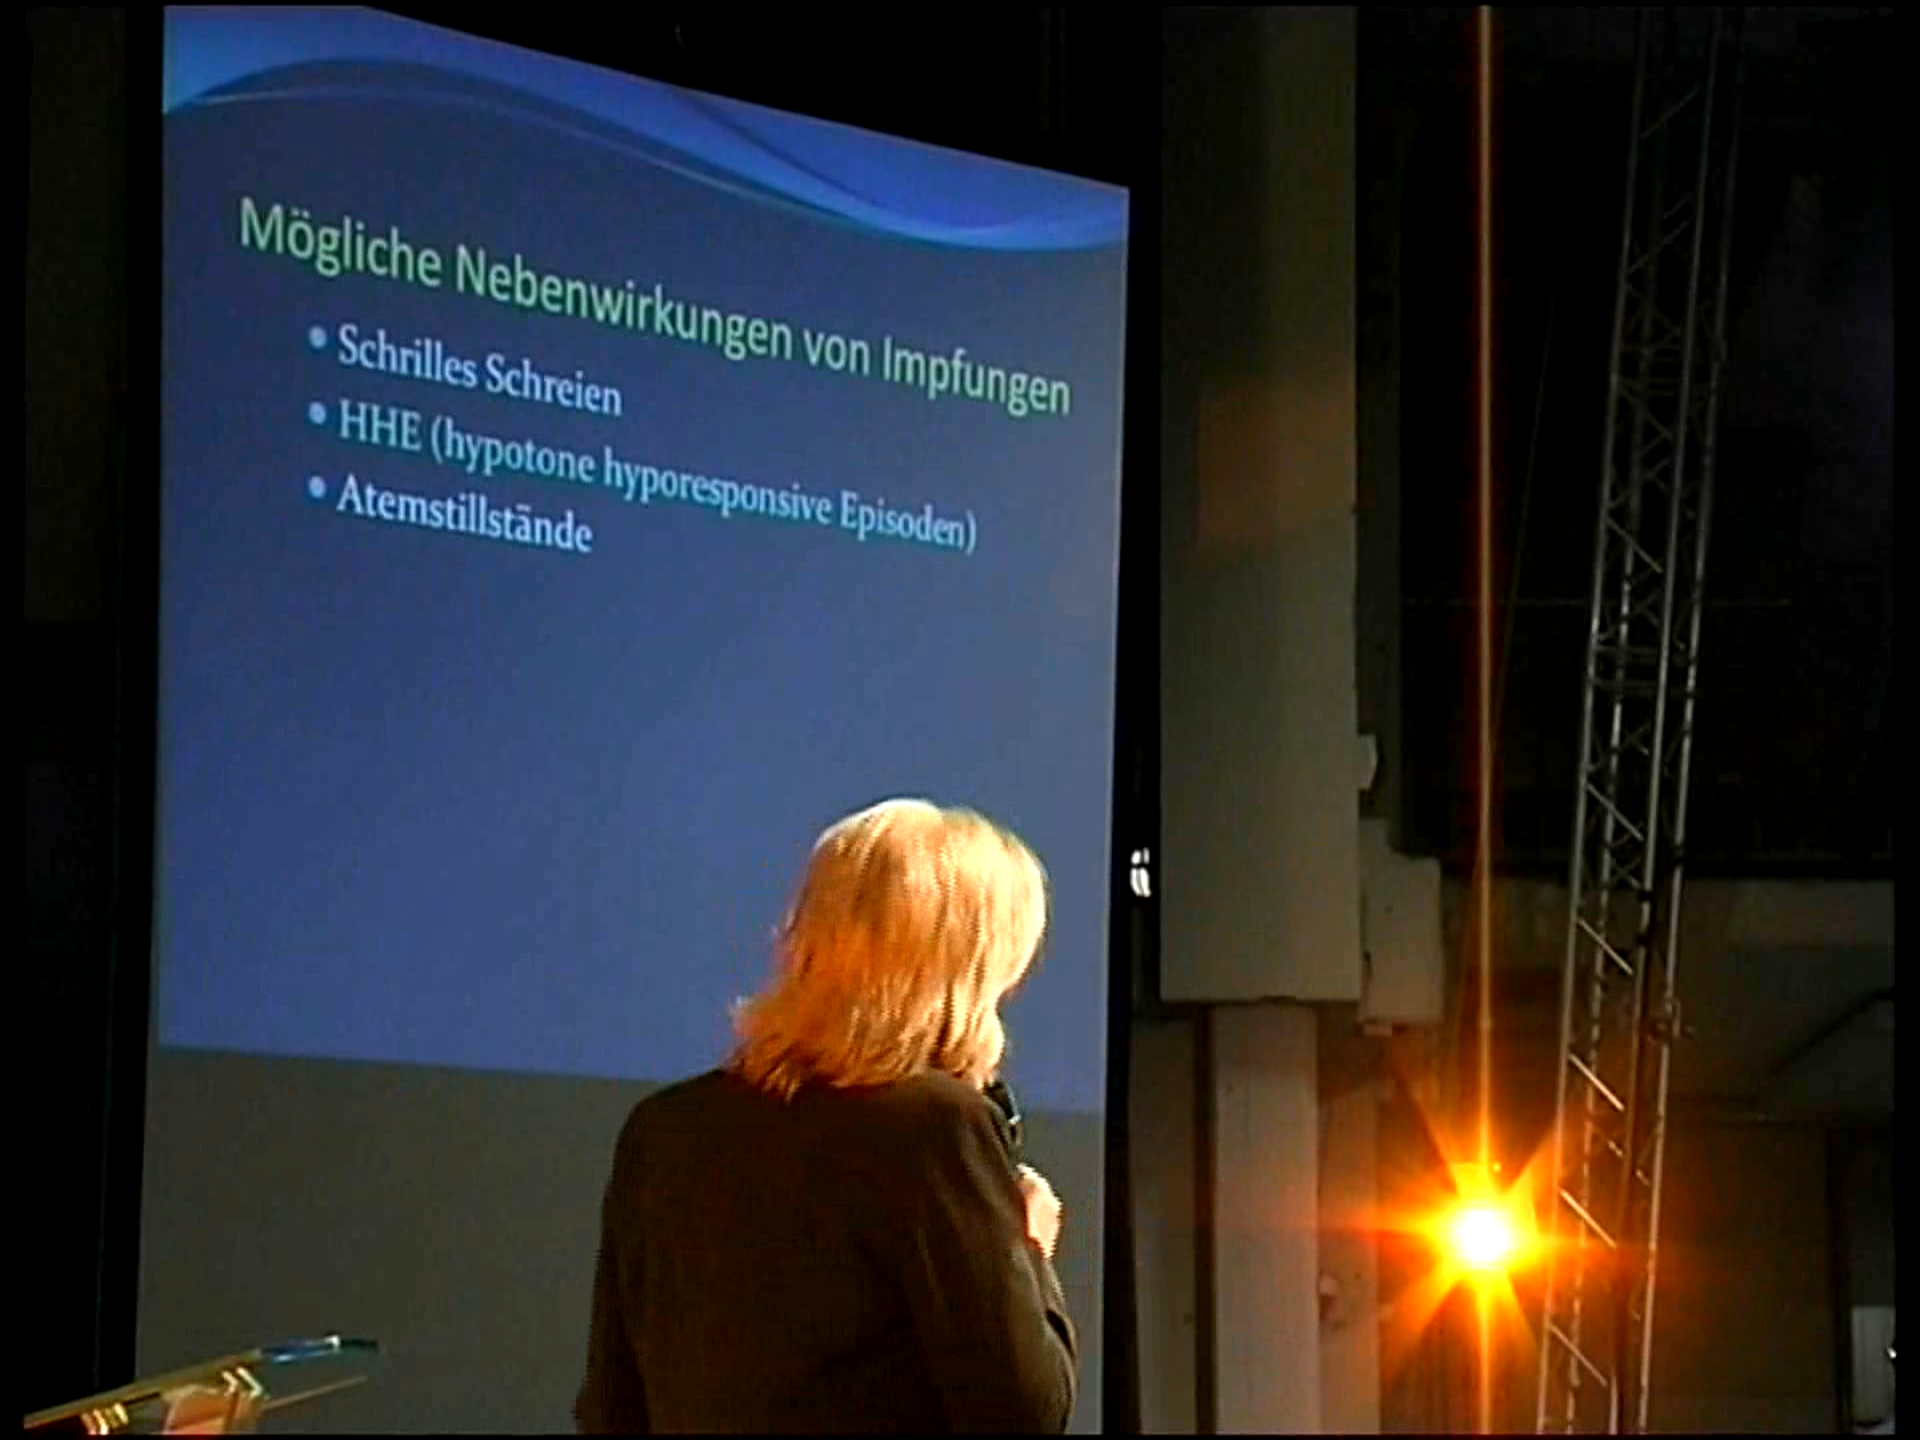 Mögliche Nebenwirkungen von Impfungen
• Schrilles Schreien
• HHE (hypotone hyporesponsive Episoden)
• Atemstillstände